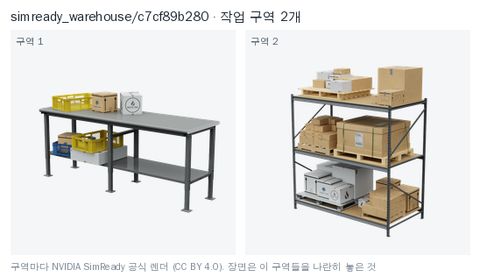 simready_warehouse/c7cf89b280 · 작업 구역 2개
구역 1
구역 2
구역마다 NVIDIA SimReady 공식 렌더 (CC BY 4.0). 장면은 이 구역들을 나란히 놓은 것